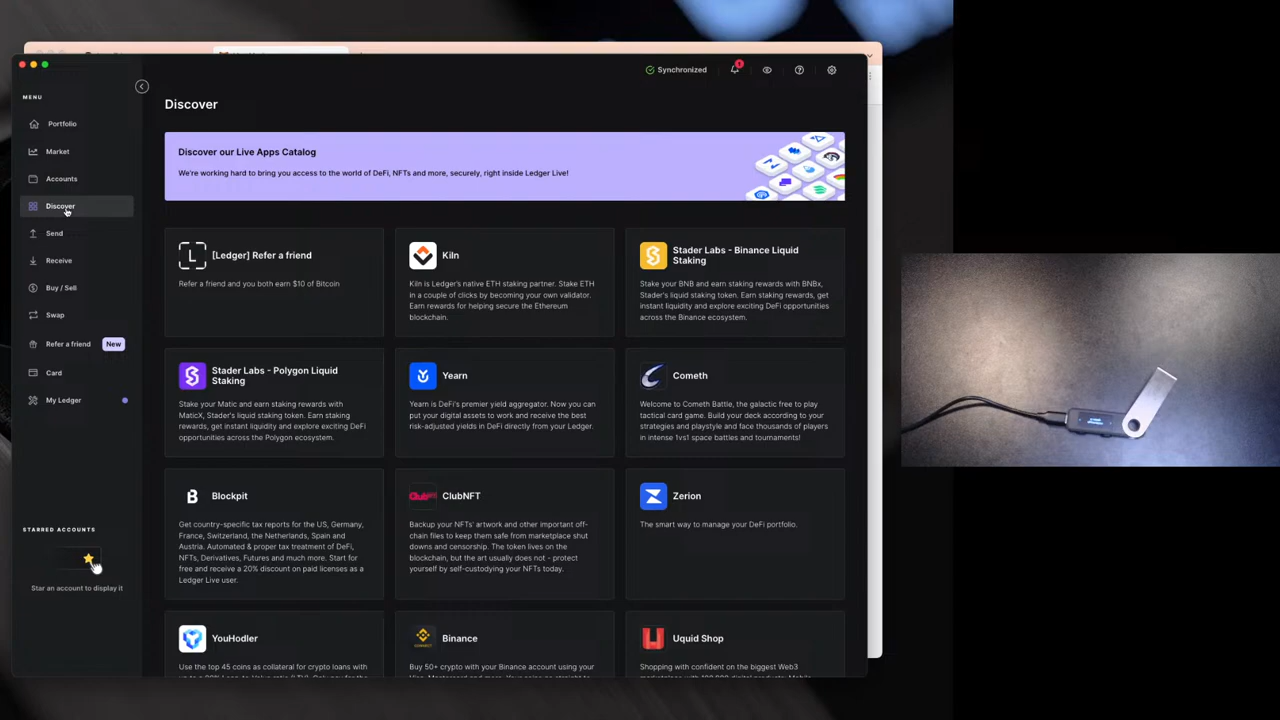 Synchronized
1
MENU
Portfolio
Market
Accounts
Discover
Send
Receive
Buy / Sell
Swap
Refer a friend New
Card
My Ledger
STARRED ACCOUNTS
Star an account to display it
Discover
Discover our Live Apps Catalog
We're working hard to bring you access to the world of DeFi, NFTs and more, securely, right inside Ledger Live!
[Ledger] Refer a friend
Refer a friend and you both earn $10 of Bitcoin
Kiln
Kiln is Ledger's native ETH staking partner. Stake ETH
in a couple of clicks by becoming your own validator.
Earn rewards for helping secure the Ethereum
blockchain.
Stader Labs - Binance Liquid
Staking
Stake your BNB and earn staking rewards with BNBx,
Stader's liquid staking token. Earn staking rewards, get
instant liquidity and explore exciting DeFi opportunities
across the Binance ecosystem.
Stader Labs - Polygon Liquid
Staking
Stake your Matic and earn staking rewards with
MaticX, Stader's liquid staking token. Earn staking
rewards, get instant liquidity and explore exciting DeFi
opportunities across the Polygon ecosystem.
Yearn
Yearn is DeFi's premier yield aggregator. Now you can
put your digital assets to work and receive the best
risk-adjusted yields in DeFi directly from your Ledger.
Cometh
Welcome to Cometh Battle, the galactic free to play
tactical card game. Build your deck according to your
strategies and playstyle and face thousands of players
in intense 1vs1 space battles and tournaments!
Blockpit
Get country-specific tax reports for the US, Germany,
France, Switzerland, the Netherlands, Spain and
Austria. Automated & proper tax treatment of DeFi,
NFTs, Derivatives, Futures and much more. Start for
free and receive a 20% discount on paid licenses as a
Ledger Live user.
ClubNFT
Backup your NFTs' artwork and other important off-
chain files to keep them safe from marketplace shut
downs and censorship. The token lives on the
blockchain, but the art usually does not - protect
yourself by self-custodying your NFTs today.
Zerion
The smart way to manage your DeFi portfolio.
YouHodler
Use the top 45 coins as collateral for crypto loans with
Binance
Buy 50+ crypto with your Binance account using your
Uquid Shop
Shopping with confident on the biggest Web3